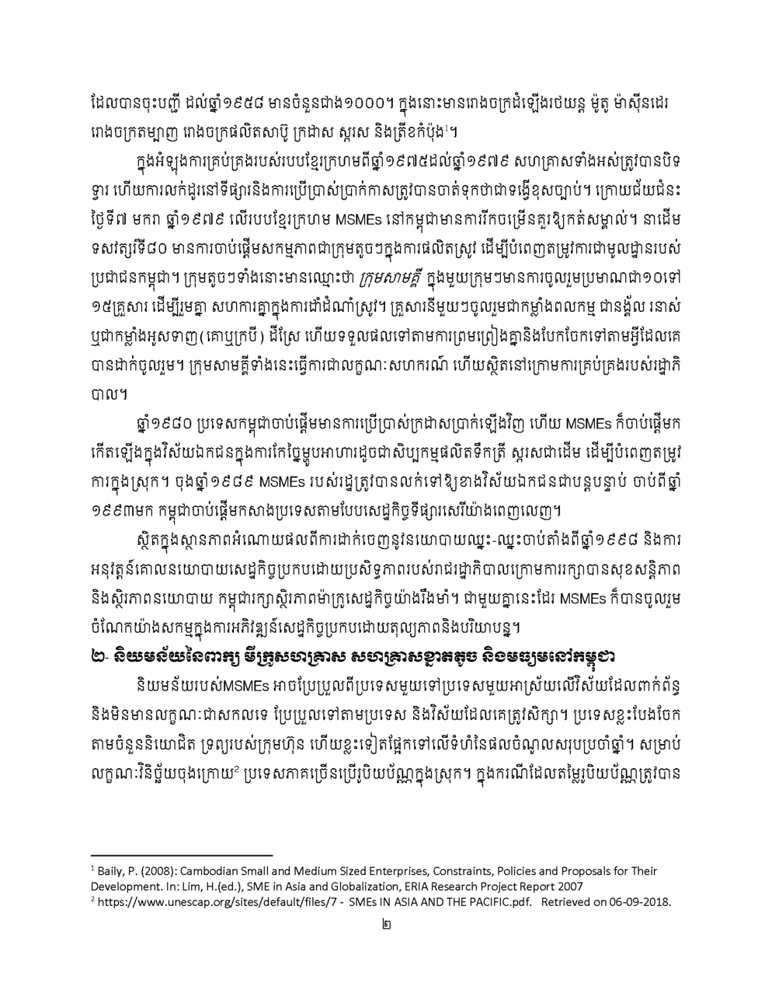 ដែលបានចុះបញ្ជី ដល់ឆ្នាំ១៩៥៨ មានចំនួនជាង១០០០។ ក្នុងនោះមានរោងចក្រដំឡើងរថយន្ត ម៉ូតូ ម៉ាស៊ីនដេរ
រោងចក្រតម្បាញ រោងចក្រផលិតសាប៊ូ ក្រដាស ស្ករស និងត្រីខកំប៉ុង¹។
ក្នុងអំឡុងការគ្រប់គ្រងរបស់របបខ្មែរក្រហមពីឆ្នាំ១៩៧៥ដល់ឆ្នាំ១៩៧៩ សហគ្រាសទាំងអស់ត្រូវបានបិទ
ទ្វារ ហើយការលក់ដូរនៅទីផ្សារនិងការប្រើប្រាស់ប្រាក់កាសត្រូវបានចាត់ទុកថាជាទង្វើខុសច្បាប់។ ក្រោយជ័យជំនះ
ថ្ងៃទី៧ មករា ឆ្នាំ១៩៧៩ លើរបបខ្មែរក្រហម MSMEs នៅកម្ពុជាមានការរីកចម្រើនគួរឱ្យកត់សម្គាល់។ នាដើម
ទសវត្សរ៍ទី៨០ មានការចាប់ផ្តើមសកម្មភាពជាក្រុមតូចៗក្នុងការផលិតស្រូវ ដើម្បីបំពេញតម្រូវការជាមូលដ្ឋានរបស់
ប្រជាជនកម្ពុជា។ ក្រុមតូចៗទាំងនោះមានឈ្មោះថា ក្រុមសាមគ្គី ក្នុងមួយក្រុមៗមានការចូលរួមប្រមាណជា១០ទៅ
១៥គ្រួសារ ដើម្បីរួមគ្នា សហការគ្នាក្នុងការដាំដំណាំស្រូវ។ គ្រួសារនីមួយៗចូលរួមជាកម្លាំងពលកម្ម ជានង្គ័ល រនាស់
ឬជាកម្លាំងអូសទាញ(គោឬក្របី) ដីស្រែ ហើយទទួលផលទៅតាមការព្រមព្រៀងគ្នានិងបែកចែកទៅតាមអ្វីដែលគេ
បានដាក់ចូលរួម។ ក្រុមសាមគ្គីទាំងនេះធ្វើការជាលក្ខណៈសហករណ៍ ហើយស្ថិតនៅក្រោមការគ្រប់គ្រងរបស់រដ្ឋាភិ
បាល។
ឆ្នាំ១៩៨០ ប្រទេសកម្ពុជាចាប់ផ្តើមមានការប្រើប្រាស់ក្រដាសប្រាក់ឡើងវិញ ហើយ MSMEs ក៏ចាប់ផ្តើមក
កើតឡើងក្នុងវិស័យឯកជនក្នុងការកែច្នៃម្ហូបអាហារដូចជាសិប្បកម្មផលិតទឹកត្រី ស្ករសជាដើម ដើម្បីបំពេញតម្រូវ
ការក្នុងស្រុក។ ចុងឆ្នាំ១៩៨៩ MSMEs របស់រដ្ឋត្រូវបានលក់ទៅឱ្យខាងវិស័យឯកជនជាបន្តបន្ទាប់ ចាប់ពីឆ្នាំ
១៩៩៣មក កម្ពុជាចាប់ផ្តើមកសាងប្រទេសតាមបែបសេដ្ឋកិច្ចទីផ្សារសេរីយ៉ាងពេញលេញ។
ស្ថិតក្នុងស្ថានភាពអំណោយផលពីការដាក់ចេញនូវនយោបាយឈ្នះ-ឈ្នះចាប់តាំងពីឆ្នាំ១៩៩៨ និងការ
អនុវត្តន៍គោលនយោបាយសេដ្ឋកិច្ចប្រកបដោយប្រសិទ្ធភាពរបស់រាជរដ្ឋាភិបាលក្រោមការរក្សាបានសុខសន្តិភាព
និងស្ថិរភាពនយោបាយ កម្ពុជារក្សាស្ថិរភាពម៉ាក្រូសេដ្ឋកិច្ចយ៉ាងរឹងមាំ។ ជាមួយគ្នានេះដែរ MSMEs ក៏បានចូលរួម
ចំណែកយ៉ាងសកម្មក្នុងការអភិវឌ្ឍន៍សេដ្ឋកិច្ចប្រកបដោយតុល្យភាពនិងបរិយាបន្ន។
២- និយមន័យនៃពាក្យ មីក្រូសហគ្រាស សហគ្រាសខ្នាតតូច និងមធ្យមនៅកម្ពុជា
និយមន័យរបស់MSMEs អាចប្រែប្រួលពីប្រទេសមួយទៅប្រទេសមួយអាស្រ័យលើវិស័យដែលពាក់ព័ន្ធ
និងមិនមានលក្ខណៈជាសកលទេ ប្រែប្រួលទៅតាមប្រទេស និងវិស័យដែលគេត្រូវសិក្សា។ ប្រទេសខ្លះបែងចែក
តាមចំនួននិយោជិត ទ្រព្យរបស់ក្រុមហ៊ុន ហើយខ្លះទៀតផ្អែកទៅលើទំហំនៃផលចំណូលសរុបប្រចាំឆ្នាំ។ សម្រាប់
លក្ខណៈវិនិច្ឆ័យចុងក្រោយ² ប្រទេសភាគច្រើនប្រើរូបិយប័ណ្ណក្នុងស្រុក។ ក្នុងករណីដែលតម្លៃរូបិយប័ណ្ណត្រូវបាន
¹ Baily, P. (2008): Cambodian Small and Medium Sized Enterprises, Constraints, Policies and Proposals for Their
Development. In: Lim, H.(ed.), SME in Asia and Globalization, ERIA Research Project Report 2007
² https://www.unescap.org/sites/default/files/7 - SMEs IN ASIA AND THE PACIFIC.pdf. Retrieved on 06-09-2018.
២